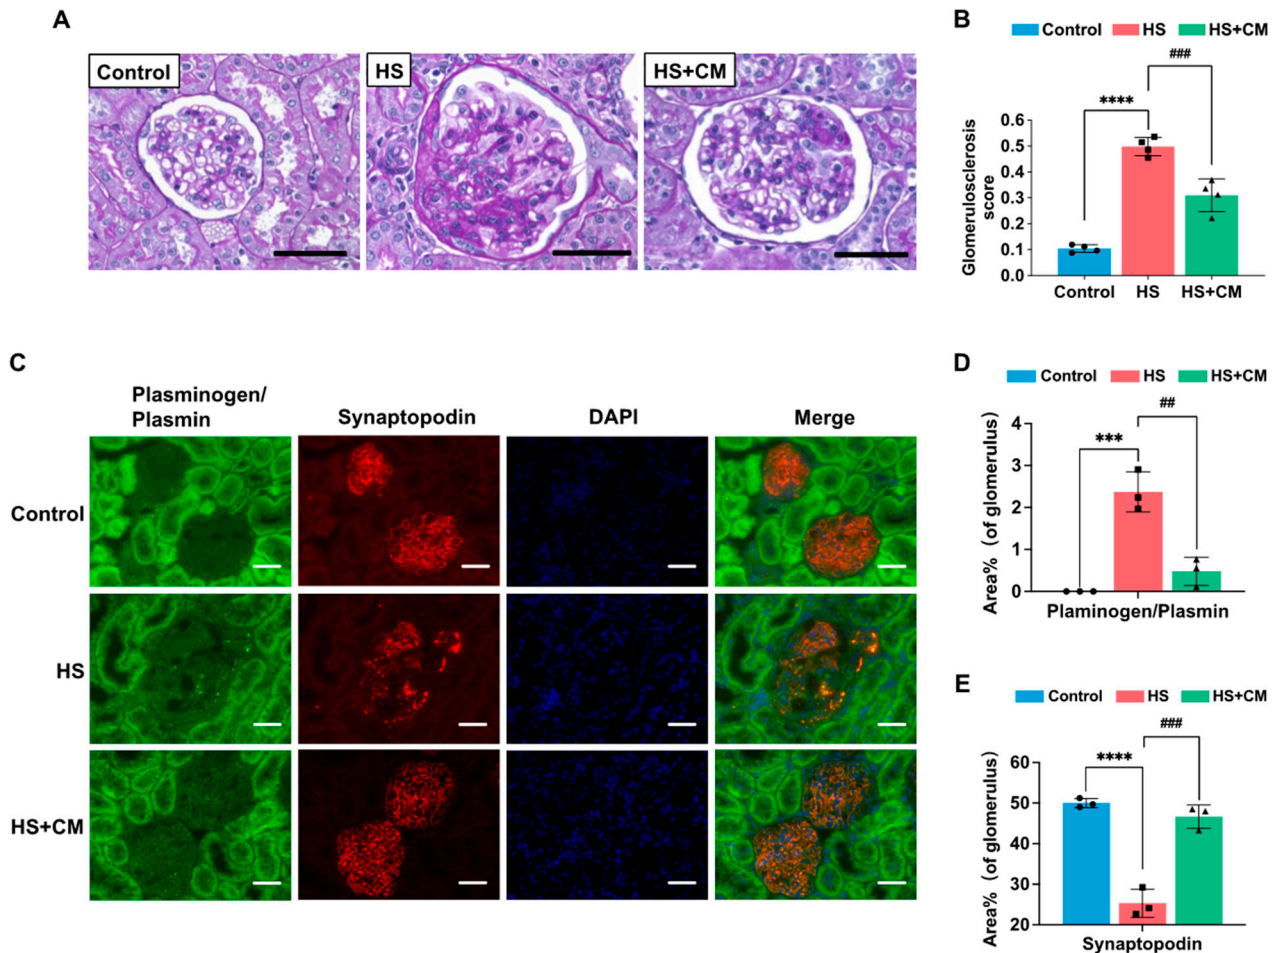 A
Control
HS
HS+CM
B
Control HS HS+CM
###
****
Glomerulosclerosis
score
0.6
0.5
0.4
0.3
0.2
0.1
0.0
Control HS HS+CM
C
Plasminogen/
Plasmin
Synaptopodin
DAPI
Merge
Control
HS
HS+CM
D
Control HS HS+CM
##
***
Area% (of glomerulus)
4
3
2
1
0
Plaminogen/Plasmin
E
Control HS HS+CM
###
****
Area% (of glomerulus)
60
50
40
30
20
Synaptopodin